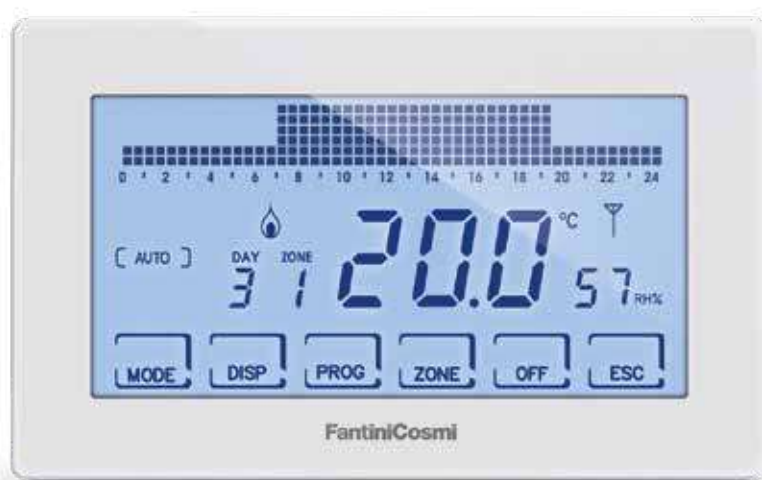 0 2 4 6 8 10 12 14 16 18 20 22 24
[ AUTO ] DAY 3 ZONE 1 20.0 °C 57 RH%
MODE DISP PROG ZONE OFF ESC
FantiniCosmi